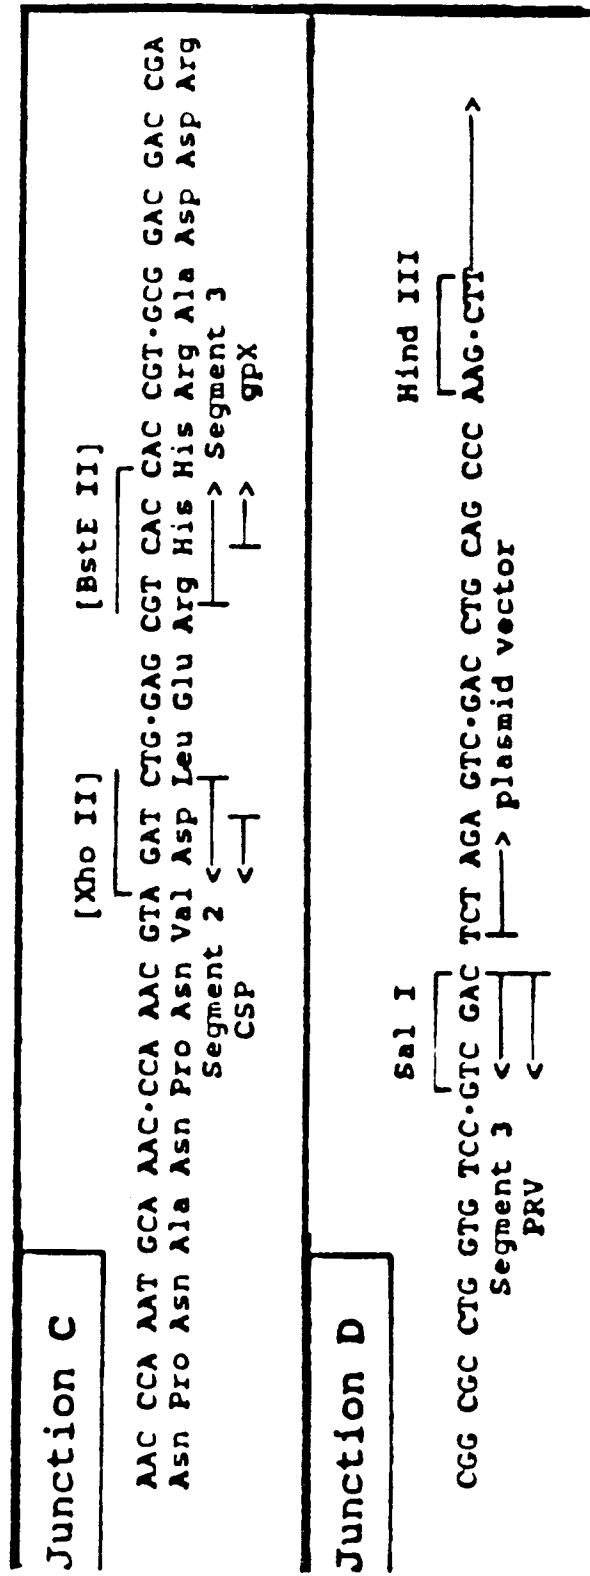 Junction C
[Xho II] [BstE II]
AAC CCA AAT GCA AAC·CCA AAC GTA GAT CTG·GAG CGT CAC CAC CGT·GCG GAC GAC CGA
Asn Pro Asn Ala Asn Pro Asn Val Asp Leu Glu Arg His His Arg Ala Asp Asp Arg
Segment 2 <—— ——> Segment 3
CSP <—— ——> gpX
Junction D
Sal I Hind III
CGG CGC CTG GTG TCC·GTC GAC TCT AGA GTC·GAC CTG CAG CCC AAG·CTT ——>
Segment 3 <—— ——> plasmid vector
PRV <——